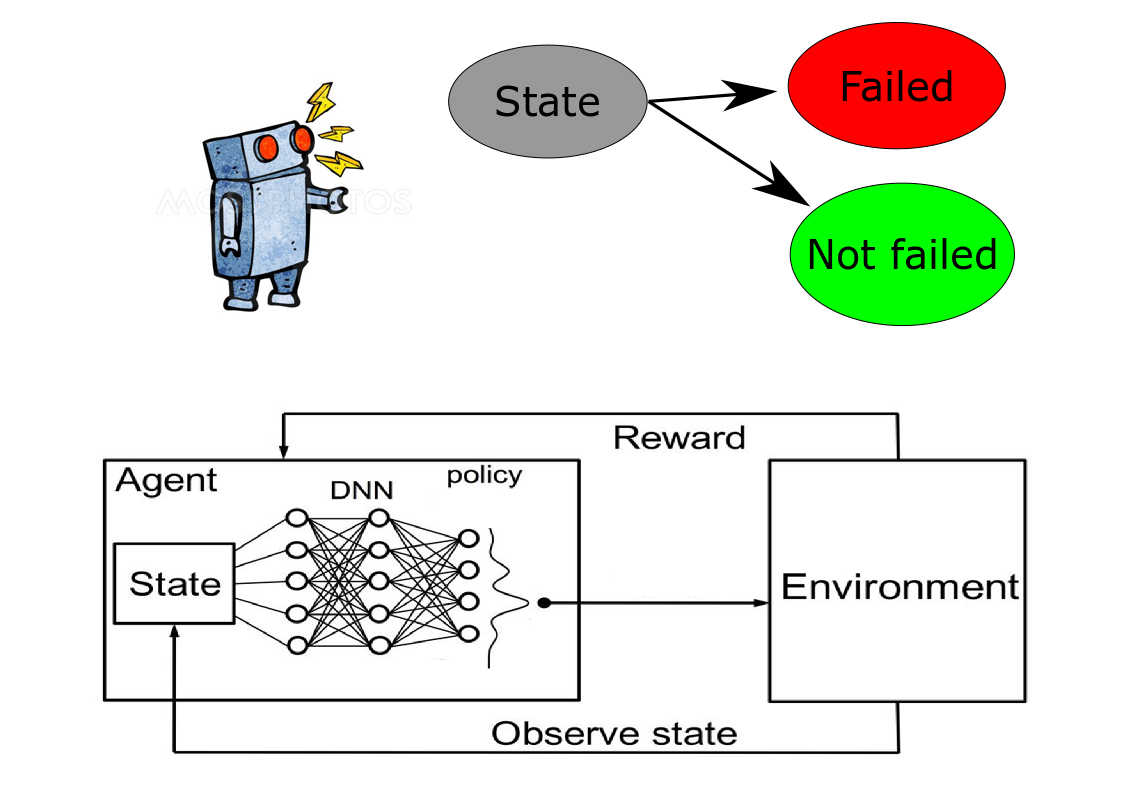 State
Failed
Not failed
Reward
Agent
DNN
policy
State
Environment
Observe state